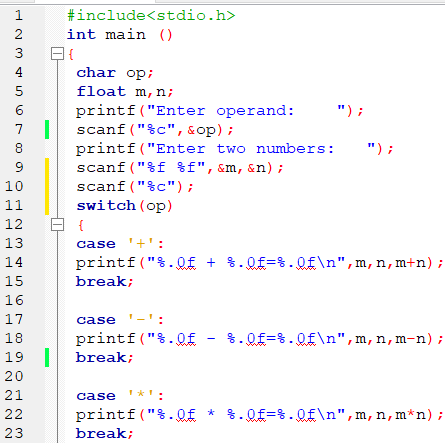 1 #include<stdio.h>
2 int main ()
3 {
4 char op;
5 float m,n;
6 printf("Enter operand:    ");
7 scanf("%c",&op);
8 printf("Enter two numbers:   ");
9 scanf("%f %f",&m,&n);
10 scanf("%c");
11 switch(op)
12 {
13 case '+':
14 printf("%.0f + %.0f=%.0f\n",m,n,m+n);
15 break;
16
17 case '-':
18 printf("%.0f - %.0f=%.0f\n",m,n,m-n);
19 break;
20
21 case '*':
22 printf("%.0f * %.0f=%.0f\n",m,n,m*n);
23 break;